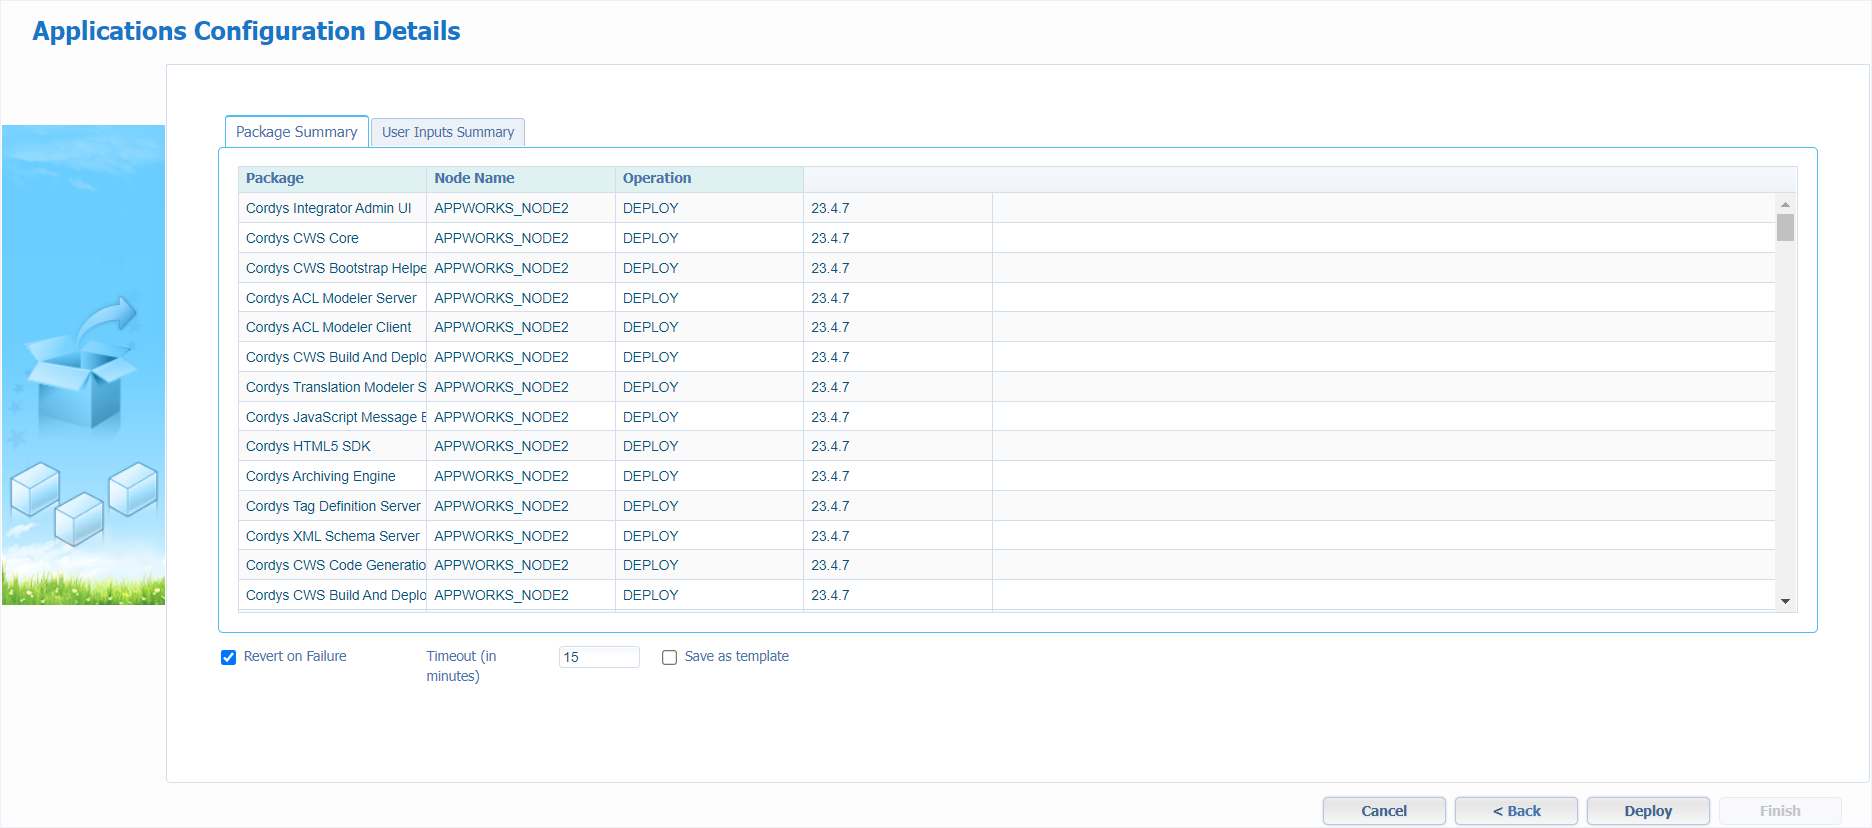 Applications Configuration Details
Package Summary User Inputs Summary
Package Node Name Operation
Cordys Integrator Admin UI APPWORKS_NODE2 DEPLOY 23.4.7
Cordys CWS Core APPWORKS_NODE2 DEPLOY 23.4.7
Cordys CWS Bootstrap Helpe APPWORKS_NODE2 DEPLOY 23.4.7
Cordys ACL Modeler Server APPWORKS_NODE2 DEPLOY 23.4.7
Cordys ACL Modeler Client APPWORKS_NODE2 DEPLOY 23.4.7
Cordys CWS Build And Deplo APPWORKS_NODE2 DEPLOY 23.4.7
Cordys Translation Modeler S APPWORKS_NODE2 DEPLOY 23.4.7
Cordys JavaScript Message B APPWORKS_NODE2 DEPLOY 23.4.7
Cordys HTML5 SDK APPWORKS_NODE2 DEPLOY 23.4.7
Cordys Archiving Engine APPWORKS_NODE2 DEPLOY 23.4.7
Cordys Tag Definition Server APPWORKS_NODE2 DEPLOY 23.4.7
Cordys XML Schema Server APPWORKS_NODE2 DEPLOY 23.4.7
Cordys CWS Code Generatio APPWORKS_NODE2 DEPLOY 23.4.7
Cordys CWS Build And Deplo APPWORKS_NODE2 DEPLOY 23.4.7
Revert on Failure Timeout (in minutes) 15 Save as template
Cancel < Back Deploy Finish